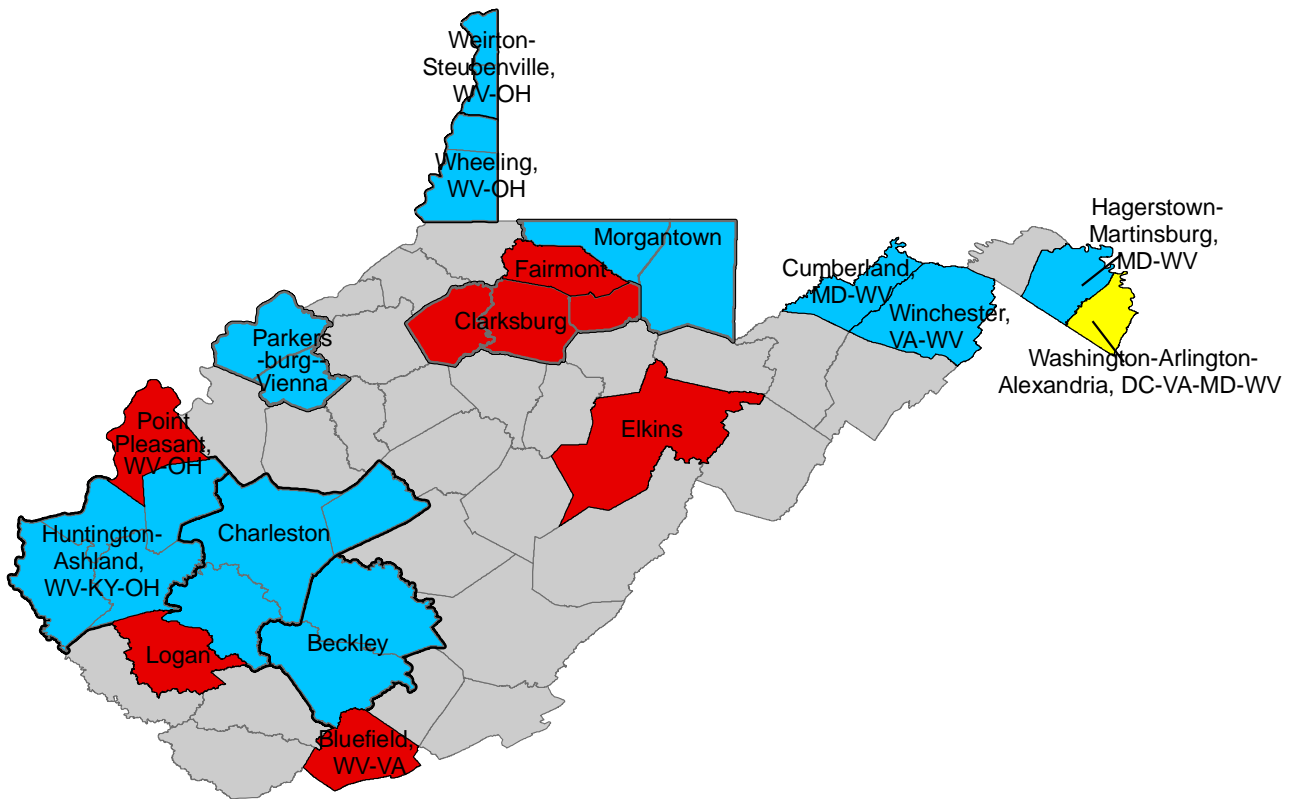 Weirton-
Steubenville,
WV-OH
Wheeling,
WV-OH
Morgantown
Fairmont
Clarksburg
Parkers
-burg--
Vienna
Cumberland,
MD-WV
Winchester,
VA-WV
Hagerstown-
Martinsburg,
MD-WV
Washington-Arlington-
Alexandria, DC-VA-MD-WV
Elkins
Point
Pleasant,
WV-OH
Huntington-
Ashland,
WV-KY-OH
Charleston
Logan
Beckley
Bluefield,
WV-VA